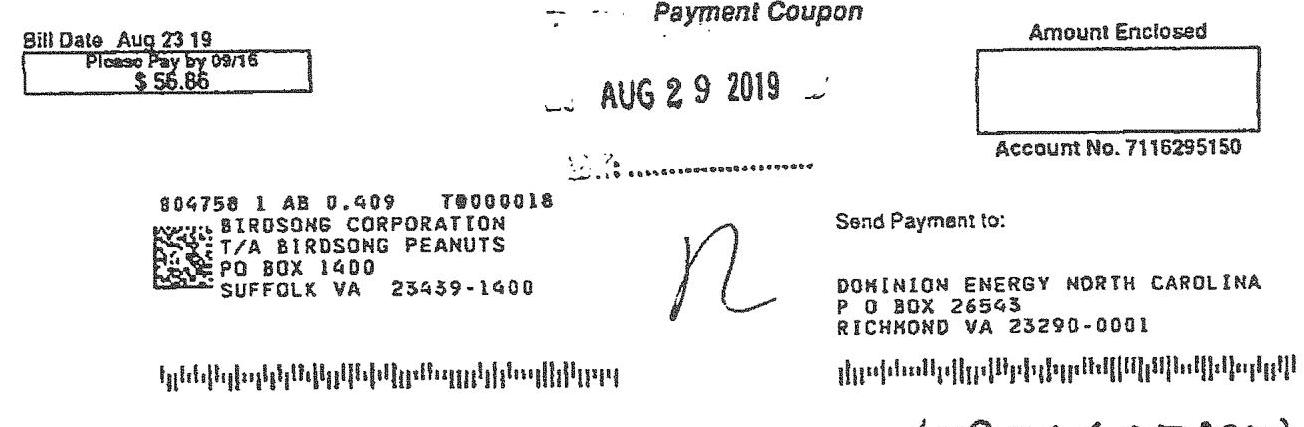 Payment Coupon
Bill Date Aug 23 19
Please Pay by 09/16
$ 56.86
Amount Enclosed
AUG 29 2019
Account No. 7116295150
804758 1 AB 0.409 T0000018
BIRDSONG CORPORATION
T/A BIRDSONG PEANUTS
PO BOX 1400
SUFFOLK VA 23439-1400
n
Send Payment to:
DOMINION ENERGY NORTH CAROLINA
P O BOX 26543
RICHMOND VA 23290-0001